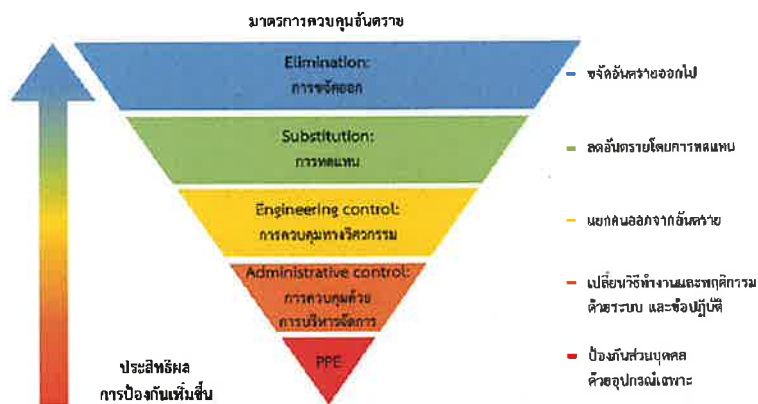 มาตรการควบคุมอันตราย
Elimination:
การขจัดออก
ขจัดอันตรายออกไป
Substitution:
การทดแทน
ลดอันตรายโดยการทดแทน
Engineering control:
การควบคุมทางวิศวกรรม
แยกคนออกจากอันตราย
Administrative control:
การควบคุมด้วย
การบริหารจัดการ
เปลี่ยนวิธีทำงานและพฤติกรรม
ด้วยระบบ และข้อปฏิบัติ
PPE
ป้องกันส่วนบุคคล
ด้วยอุปกรณ์เฉพาะ
ประสิทธิผล
การป้องกันเพิ่มขึ้น